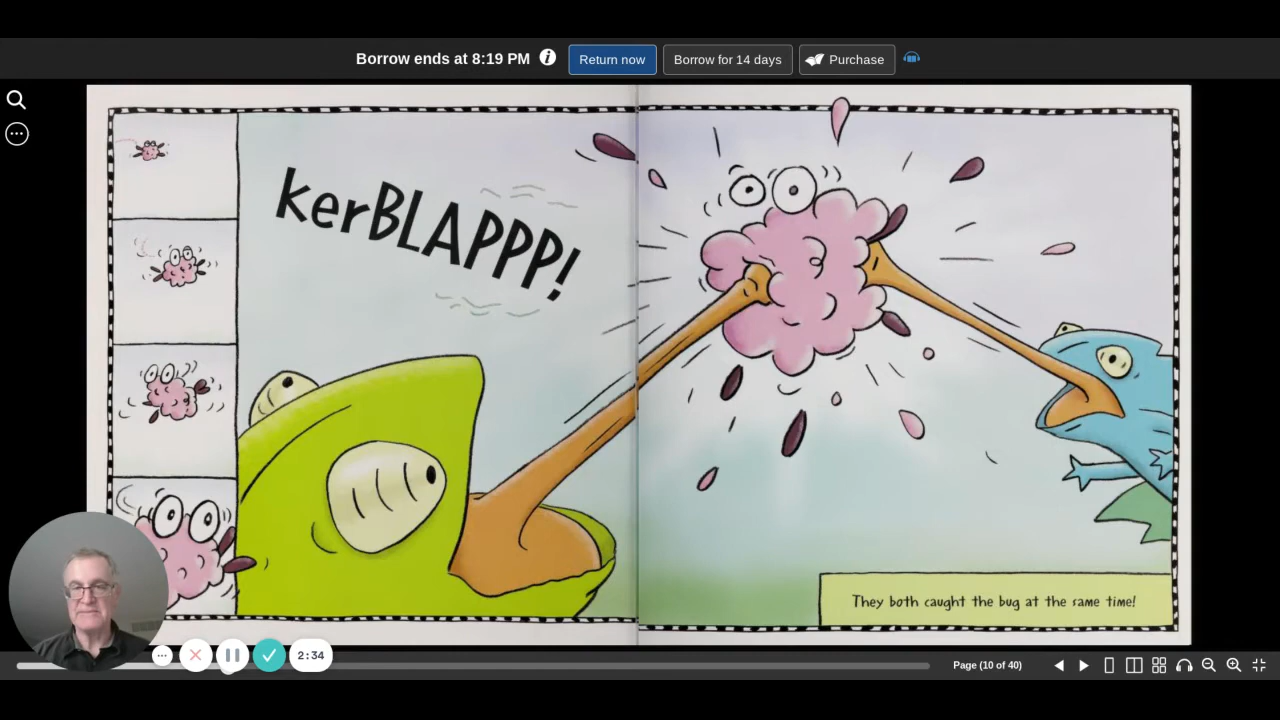 Borrow ends at 8:19 PM
Return now
Borrow for 14 days
Purchase
kerBLAPPP!
They both caught the bug at the same time!
2:34
Page (10 of 40)